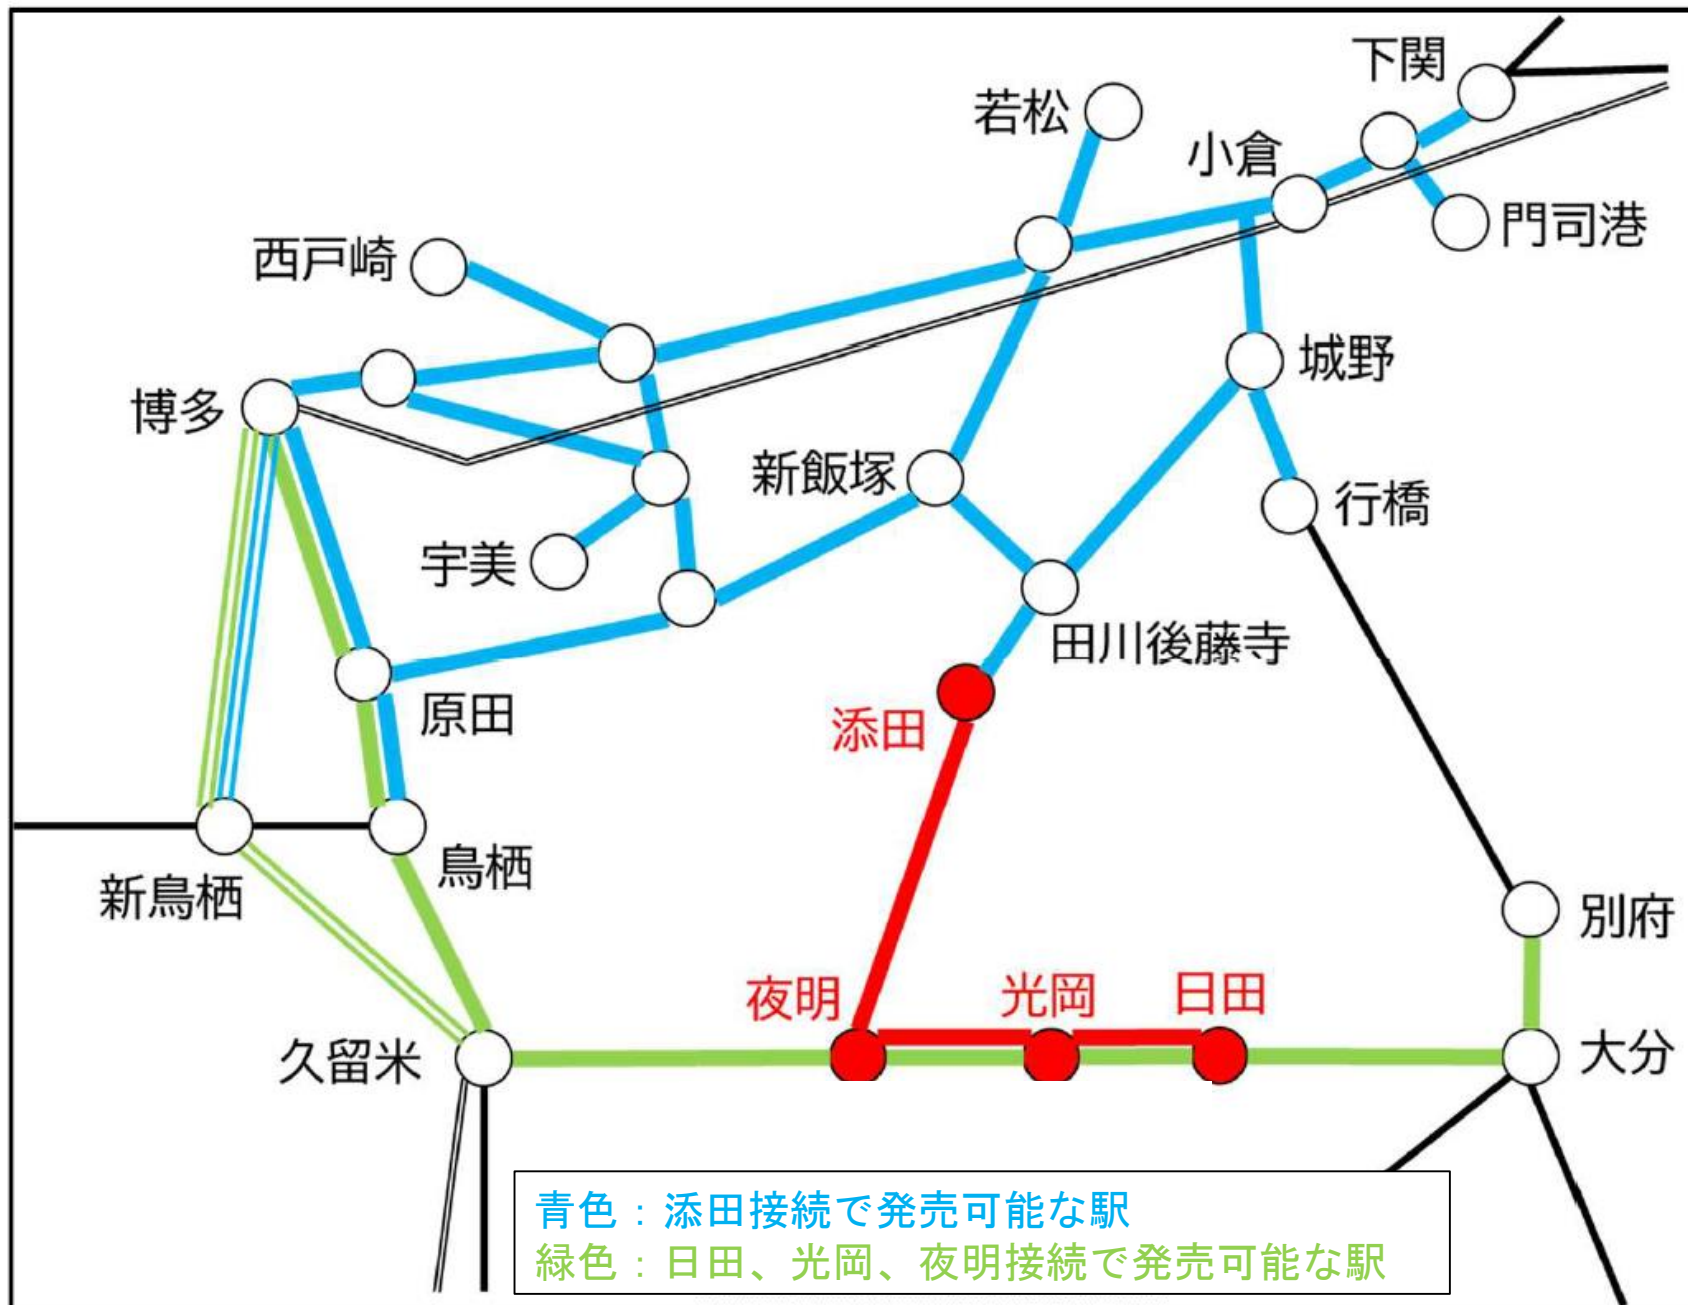 下関
若松
小倉
門司港
西戸崎
城野
博多
新飯塚
行橋
宇美
田川後藤寺
原田
添田
鳥栖
新鳥栖
別府
夜明
光岡
日田
久留米
大分
青色：添田接続で発売可能な駅
緑色：日田、光岡、夜明接続で発売可能な駅